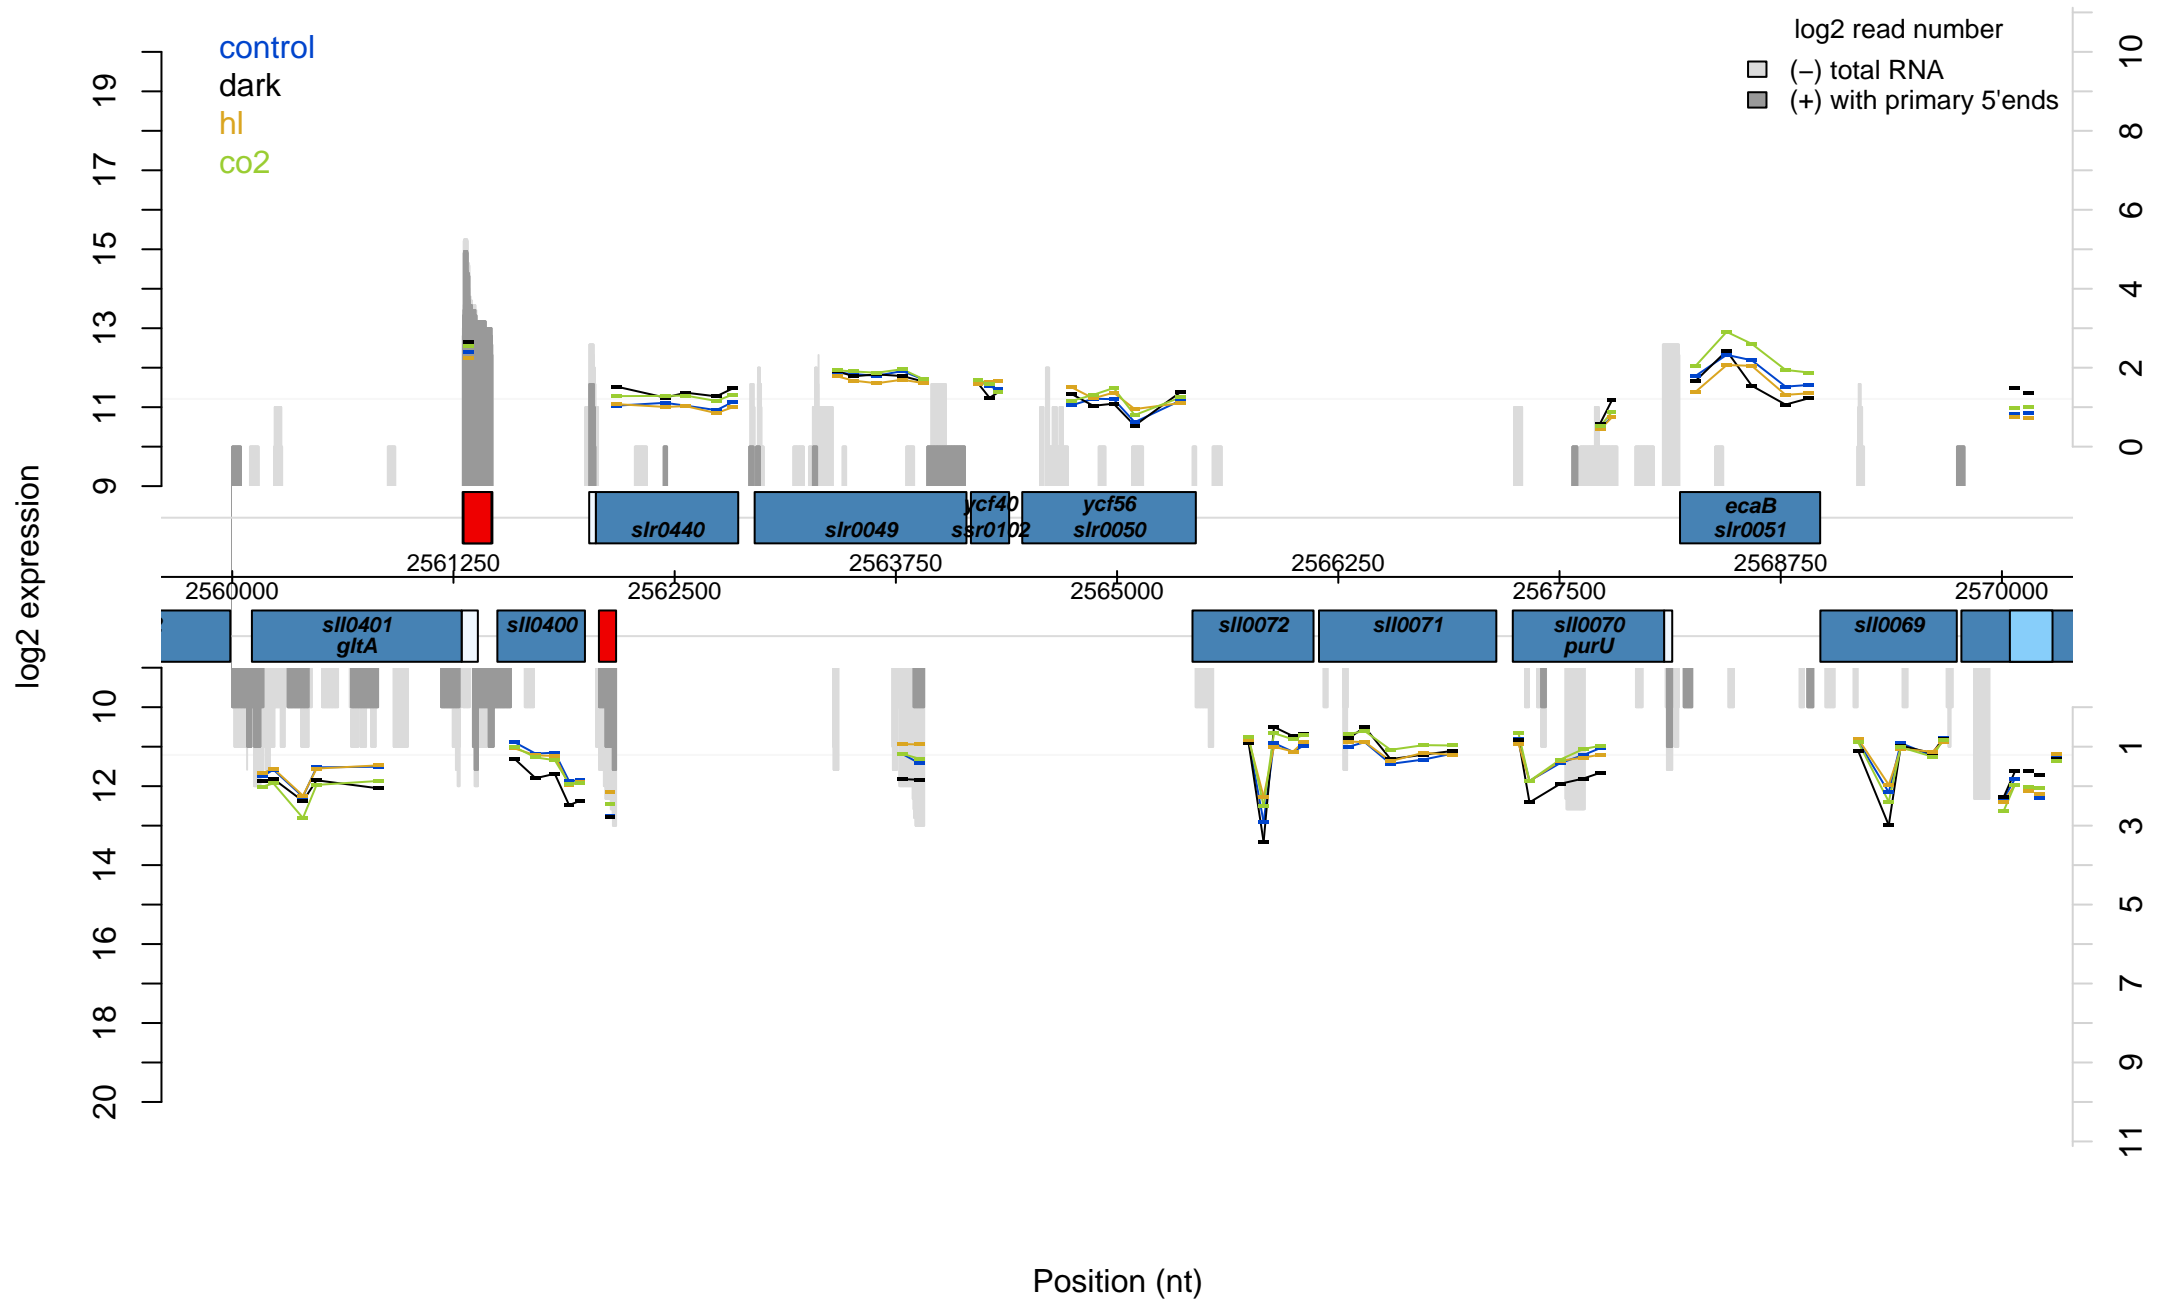 control
dark
hl
co2
log2 read number
(−) total RNA
(+) with primary 5'ends
19
17
15
13
11
9
10
8
6
4
2
0
log2 expression
ycf40
ycf56
ecaB
slr0440
slr0049
ssr0102
slr0050
slr0051
2561250
2563750
2566250
2568750
2560000
2562500
2565000
2567500
2570000
sll0401
gltA
sll0400
sll0072
sll0071
sll0070
purU
sll0069
10
12
14
16
18
20
1
3
5
7
9
11
Position (nt)